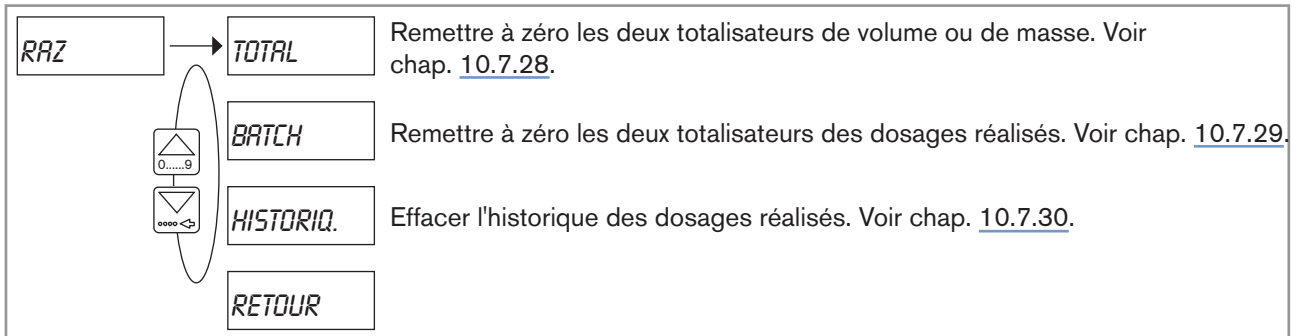 RAZ
TOTAL
Remettre à zéro les deux totalisateurs de volume ou de masse. Voir
chap. 10.7.28.
BATCH
Remettre à zéro les deux totalisateurs des dosages réalisés. Voir chap. 10.7.29.
0......9
HISTORIQ.
Effacer l'historique des dosages réalisés. Voir chap. 10.7.30.
RETOUR